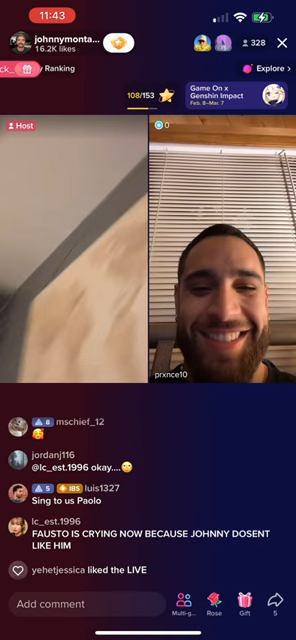 11:43
johnnymonta...
16.2K likes
328
Ranking
Explore >
108/153
Game On x
Genshin Impact
Feb. 8–Mar. 7
Host
0
prxnce10
8 mschief_12
jordanj116
@lc_est.1996 okay....
5 IBS luis1327
Sing to us Paolo
lc_est.1996
FAUSTO IS CRYING NOW BECAUSE JOHNNY DOSENT
LIKE HIM
yehetjessica liked the LIVE
Add comment
Multi-g...
Rose
Gift
5